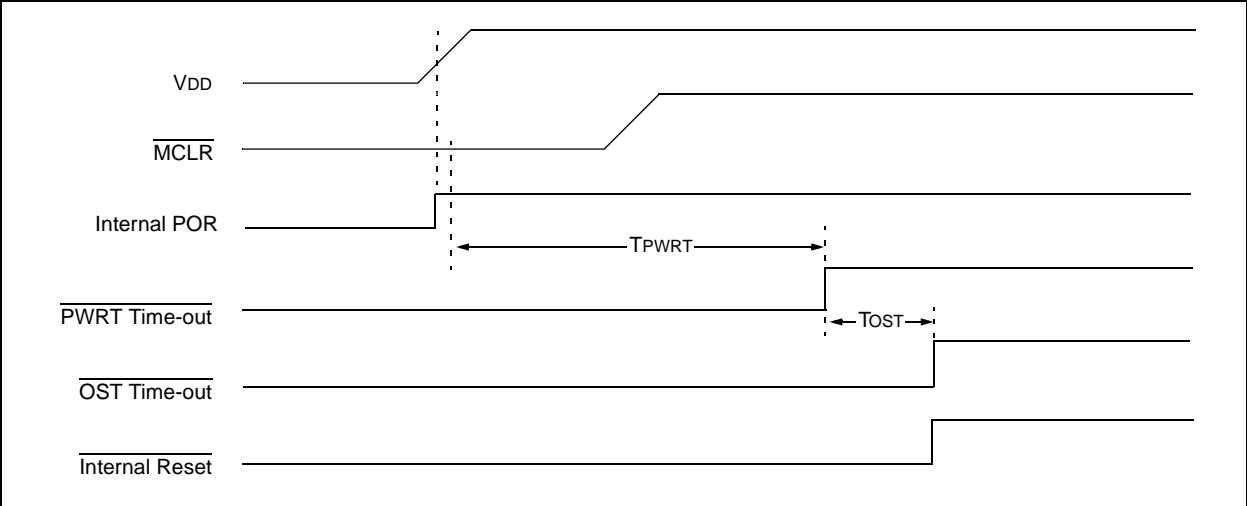 VDD
MCLR
Internal POR
TPWRT
PWRT Time-out
TOST
OST Time-out
Internal Reset